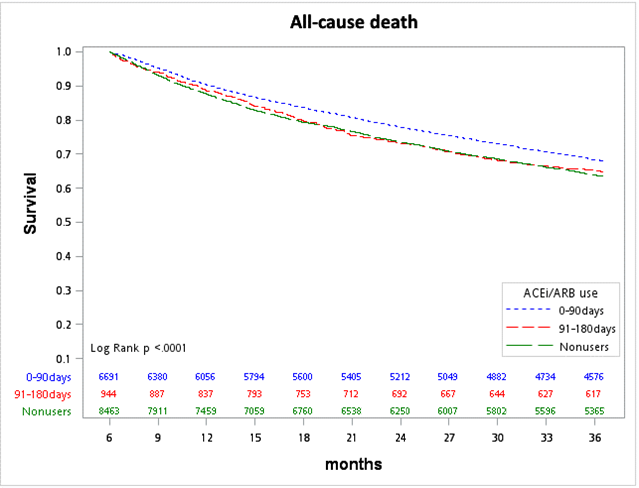 All-cause death
1.0
0.9
0.8
0.7
0.6
0.5
0.4
0.3
0.2
0.1
Survival
ACEi/ARB use
0-90days
91-180days
Nonusers
Log Rank p <.0001
0-90days 6691 6380 6056 5794 5600 5405 5212 5049 4882 4734 4576
91-180days 944 887 837 793 753 712 692 667 644 627 617
Nonusers 8463 7911 7459 7059 6760 6538 6250 6007 5802 5596 5365
6 9 12 15 18 21 24 27 30 33 36
months